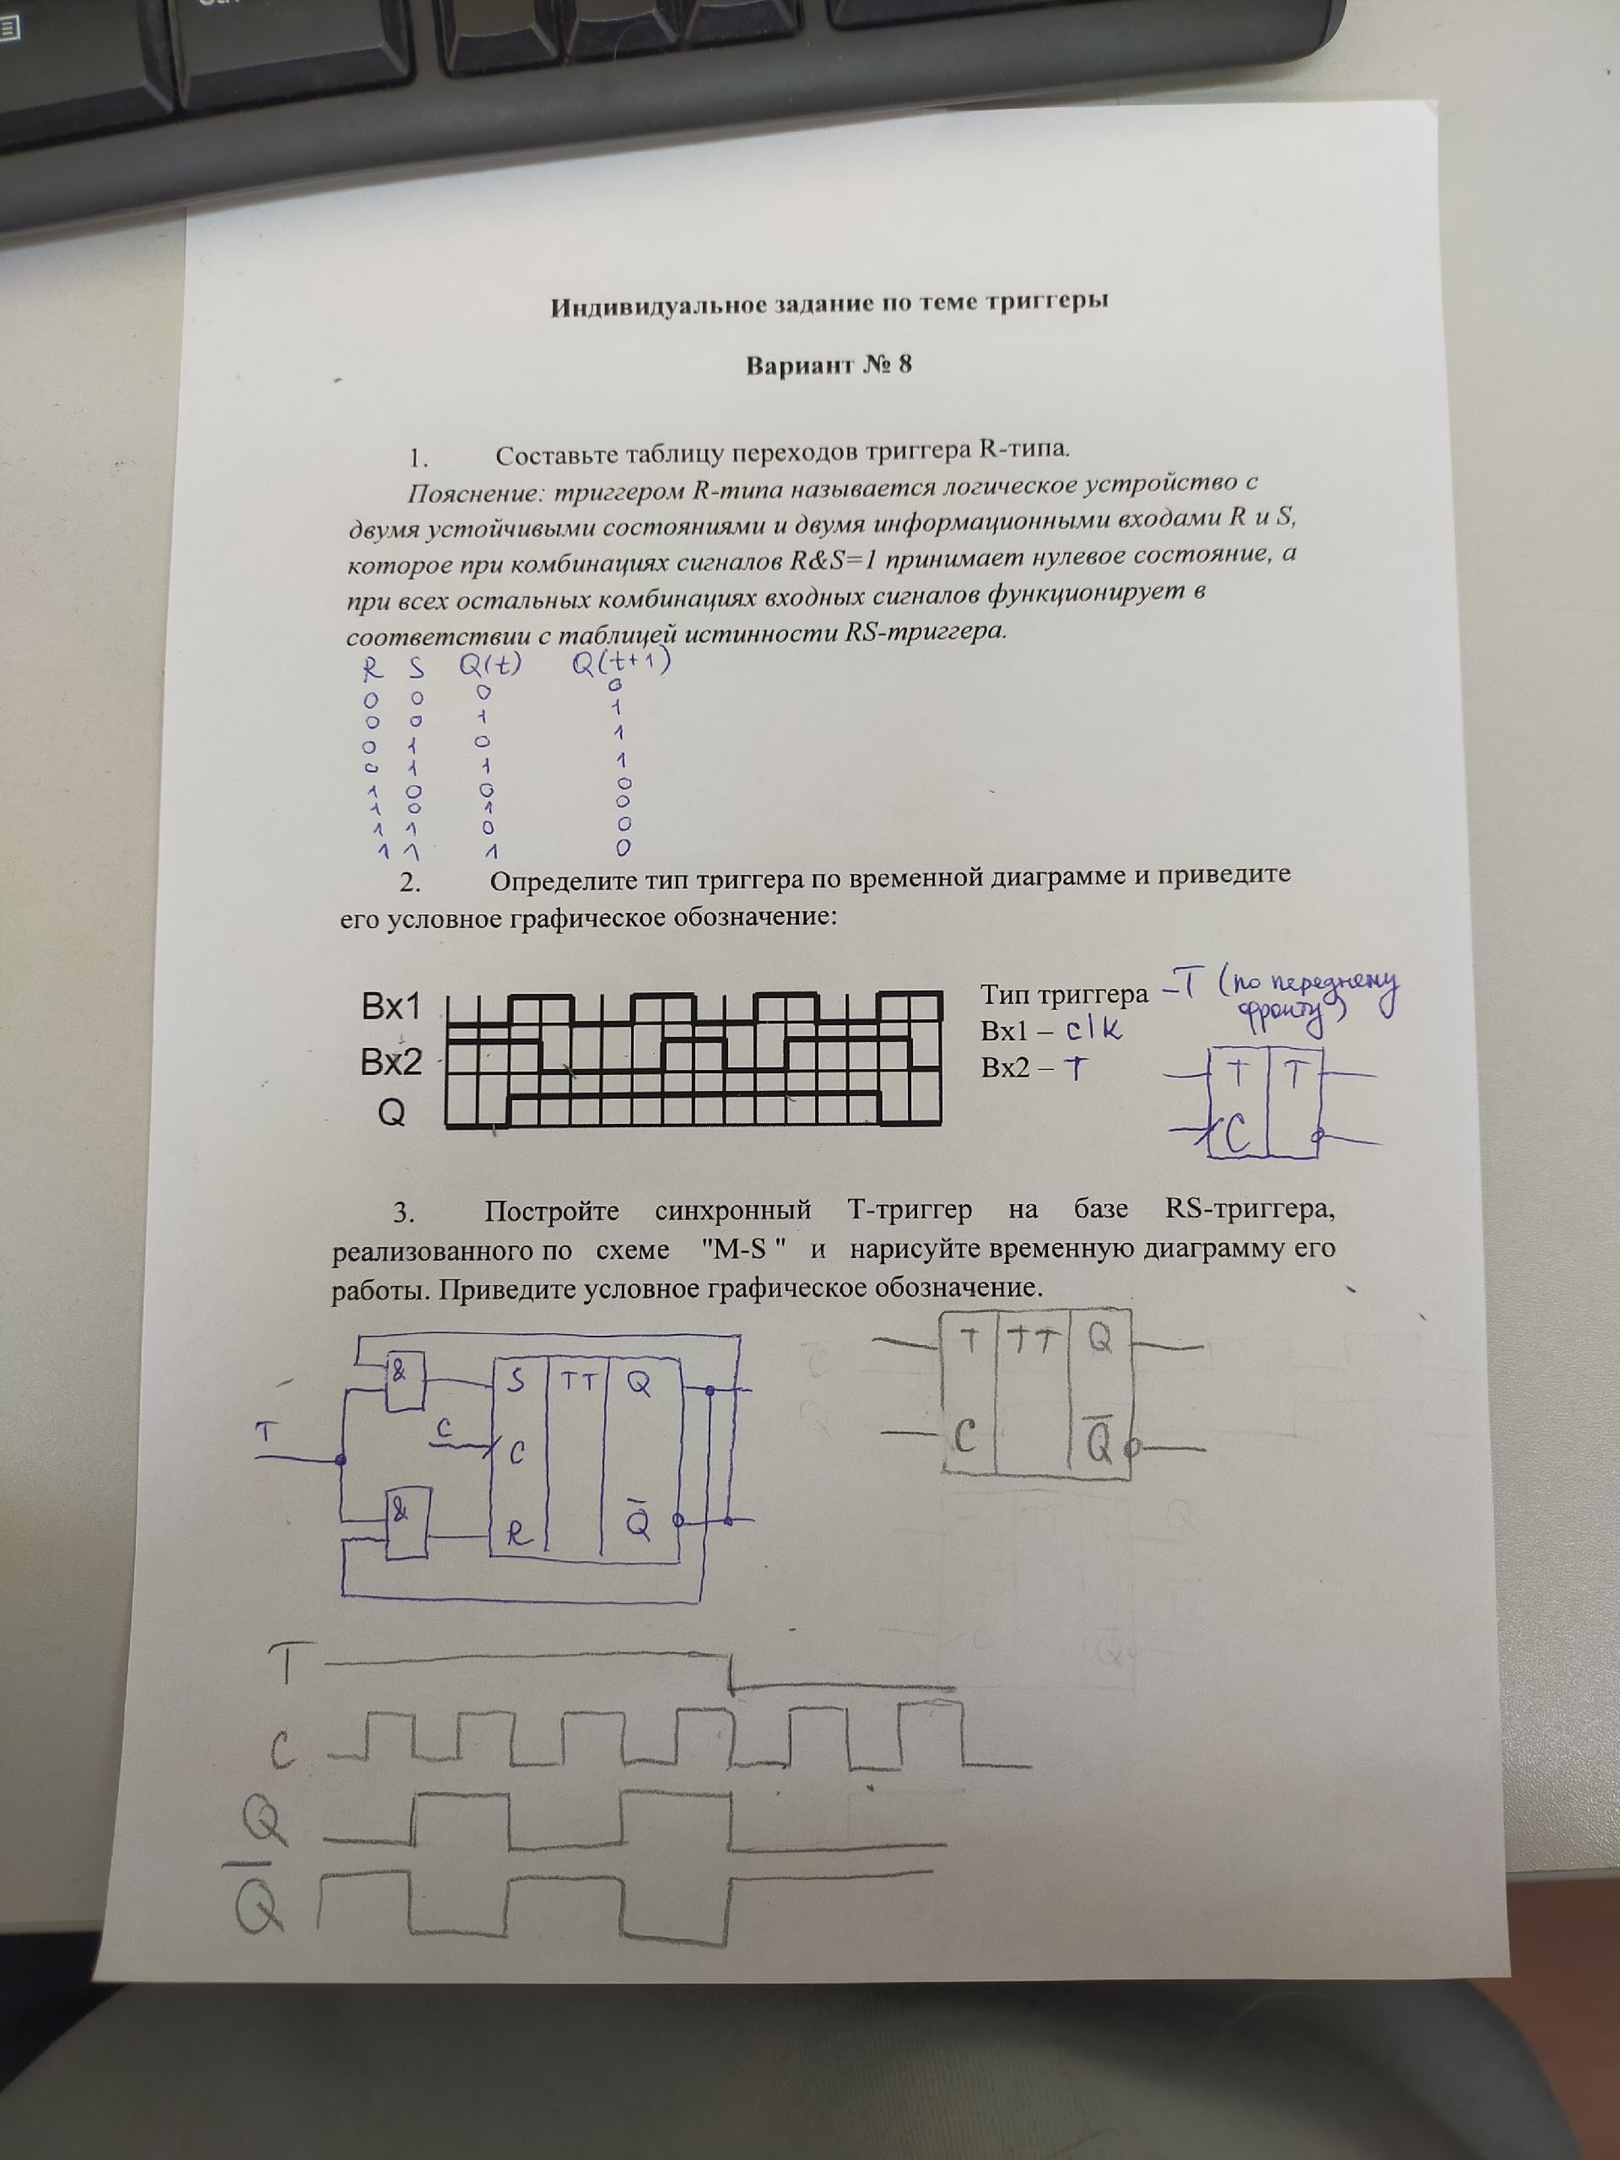 Индивидуальное задание по теме триггеры
Вариант № 8
1. Составьте таблицу переходов триггера R-типа.
Пояснение: триггером R-типа называется логическое устройство с
двумя устойчивыми состояниями и двумя информационными входами R и S,
которое при комбинациях сигналов R&S=1 принимает нулевое состояние, а
при всех остальных комбинациях входных сигналов функционирует в
соответствии с таблицей истинности RS-триггера.
R S Q(t) Q(t+1)
0 0 0 0
0 0 1 1
0 1 0 1
0 1 1 1
1 0 0 0
1 0 1 0
1 1 0 0
1 1 1 0
2. Определите тип триггера по временной диаграмме и приведите
его условное графическое обозначение:
Вх1
Вх2
Q
Тип триггера – T (по переднему
фронту)
Вх1 – clk
Вх2 – T
T T
C
3. Постройте синхронный Т-триггер на базе RS-триггера,
реализованного по схеме "M-S " и нарисуйте временную диаграмму его
работы. Приведите условное графическое обозначение.
T
&
&
C
S TT Q
C
R Q̅
T TT Q
C Q̅
T
C
Q
Q̅